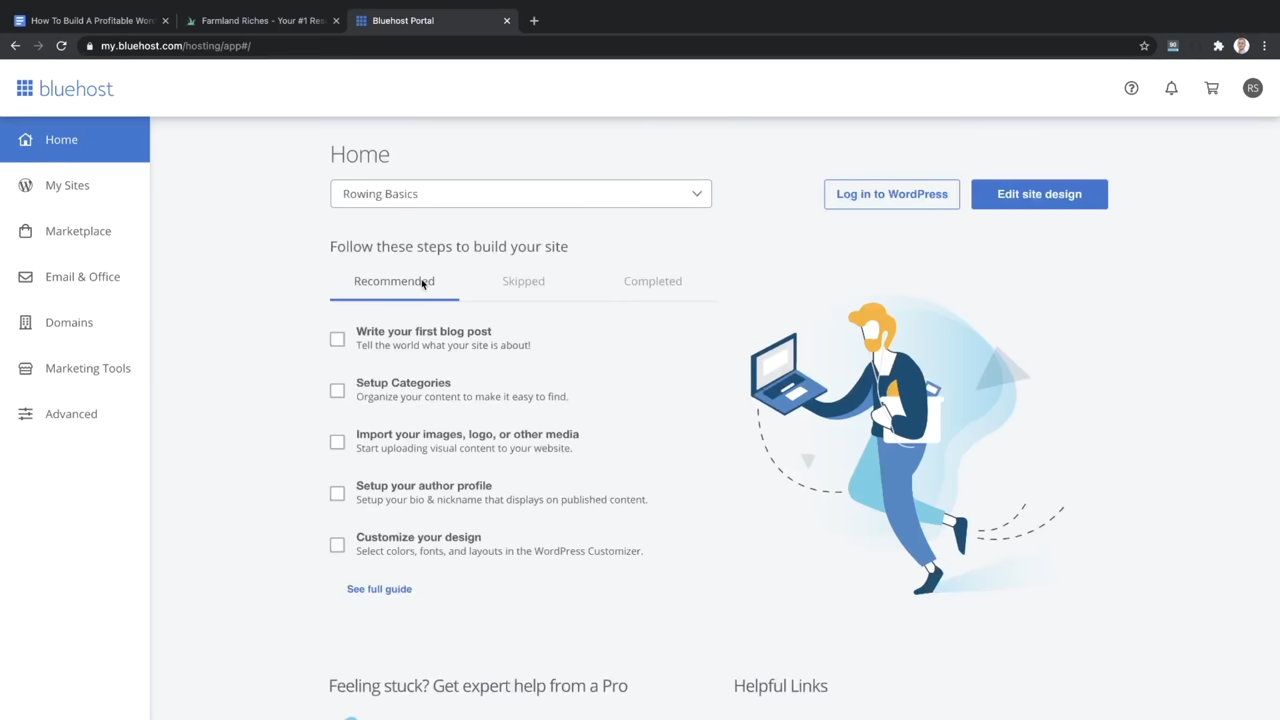 How To Build A Profitable Wor
Farmland Riches - Your #1 Res
Bluehost Portal
my.bluehost.com/hosting/app#/
90
bluehost
RS
Home
My Sites
Marketplace
Email & Office
Domains
Marketing Tools
Advanced
Home
Rowing Basics
Log in to WordPress
Edit site design
Follow these steps to build your site
Recommended
Skipped
Completed
Write your first blog post
Tell the world what your site is about!
Setup Categories
Organize your content to make it easy to find.
Import your images, logo, or other media
Start uploading visual content to your website.
Setup your author profile
Setup your bio & nickname that displays on published content.
Customize your design
Select colors, fonts, and layouts in the WordPress Customizer.
See full guide
Feeling stuck? Get expert help from a Pro
Helpful Links